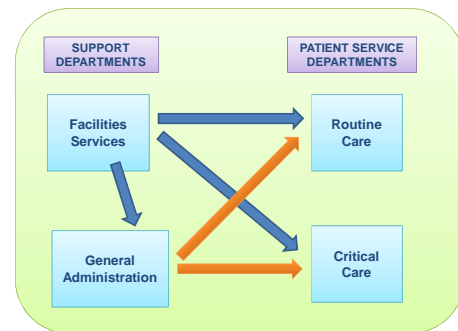 SUPPORT
DEPARTMENTS
PATIENT SERVICE
DEPARTMENTS
Facilities
Services
Routine
Care
General
Administration
Critical
Care